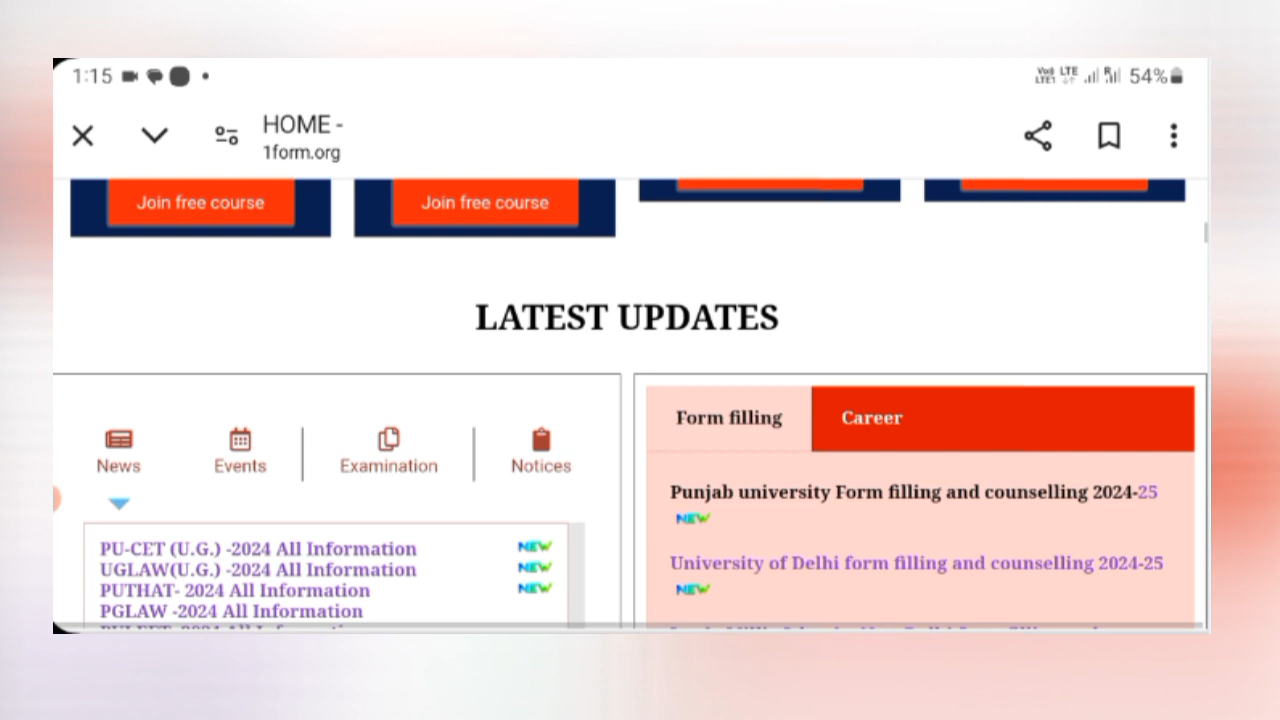 1:15
Vo)) LTE
LTE1
R
54%
HOME -
1form.org
Join free course
Join free course
LATEST UPDATES
News
Events
Examination
Notices
PU-CET (U.G.) -2024 All Information NEW
UGLAW(U.G.) -2024 All Information NEW
PUTHAT- 2024 All Information NEW
PGLAW -2024 All Information
Form filling
Career
Punjab university Form filling and counselling 2024-25
NEW
University of Delhi form filling and counselling 2024-25
NEW